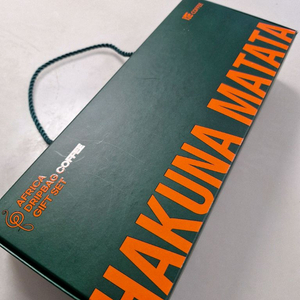 AFRICA
DRIPBAG COFFEE
GIFT SET
HAKUNA MATATA